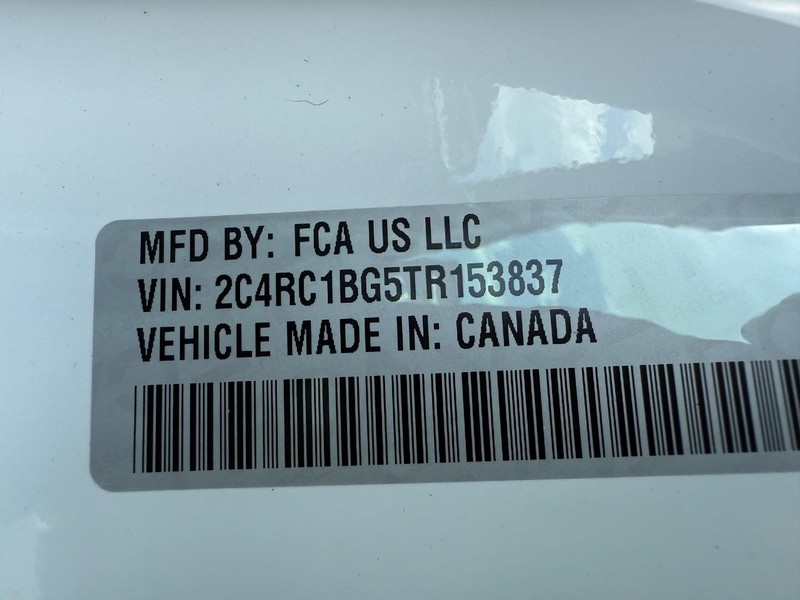 MFD BY: FCA US LLC
VIN: 2C4RC1BG5TR153837
VEHICLE MADE IN: CANADA